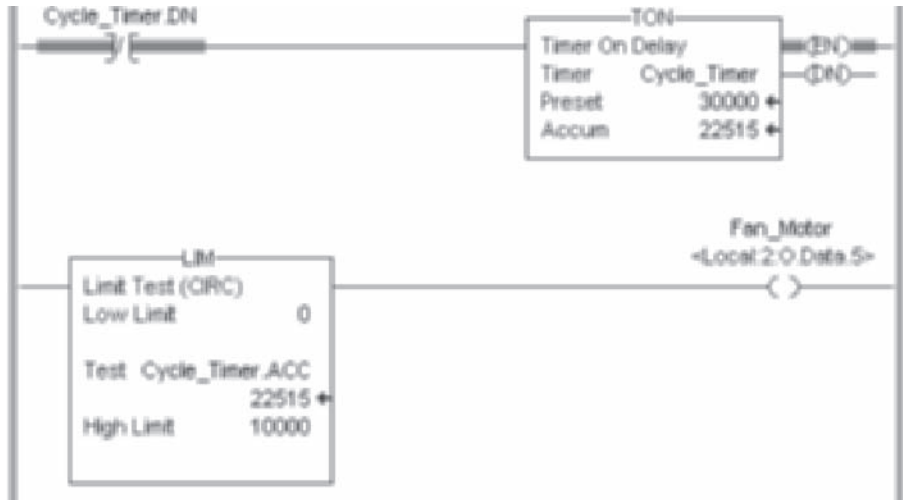 Cycle_Timer.DN
TON
Timer On Delay
Timer Cycle_Timer
Preset 30000
Accum 22515
EN
DN
Fan_Motor
<Local:2:O.Data.5>
LIM
Limit Test (CIRC)
Low Limit 0
Test Cycle_Timer.ACC
22515
High Limit 10000